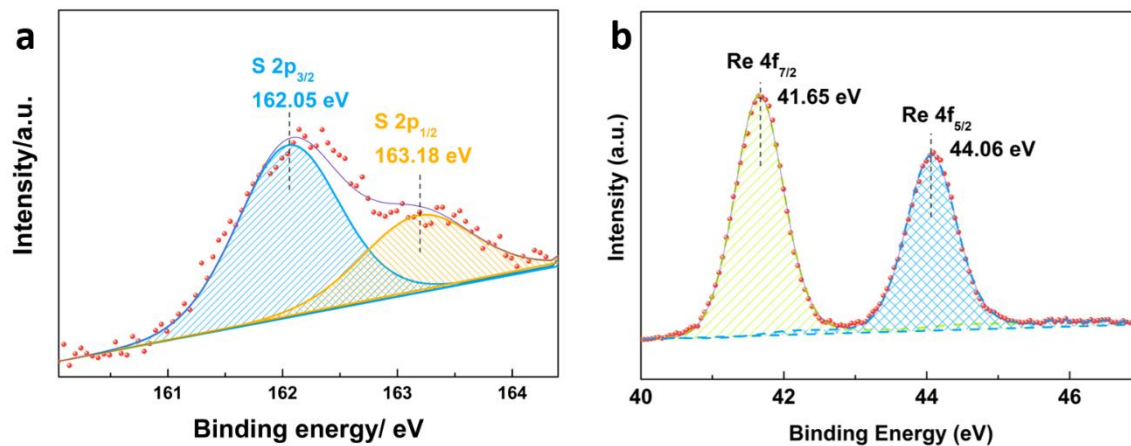 a
S 2p3/2
162.05 eV
S 2p1/2
163.18 eV
Intensity/a.u.
161 162 163 164
Binding energy/ eV
b
Re 4f7/2
41.65 eV
Re 4f5/2
44.06 eV
Intensity (a.u.)
40 42 44 46
Binding Energy (eV)